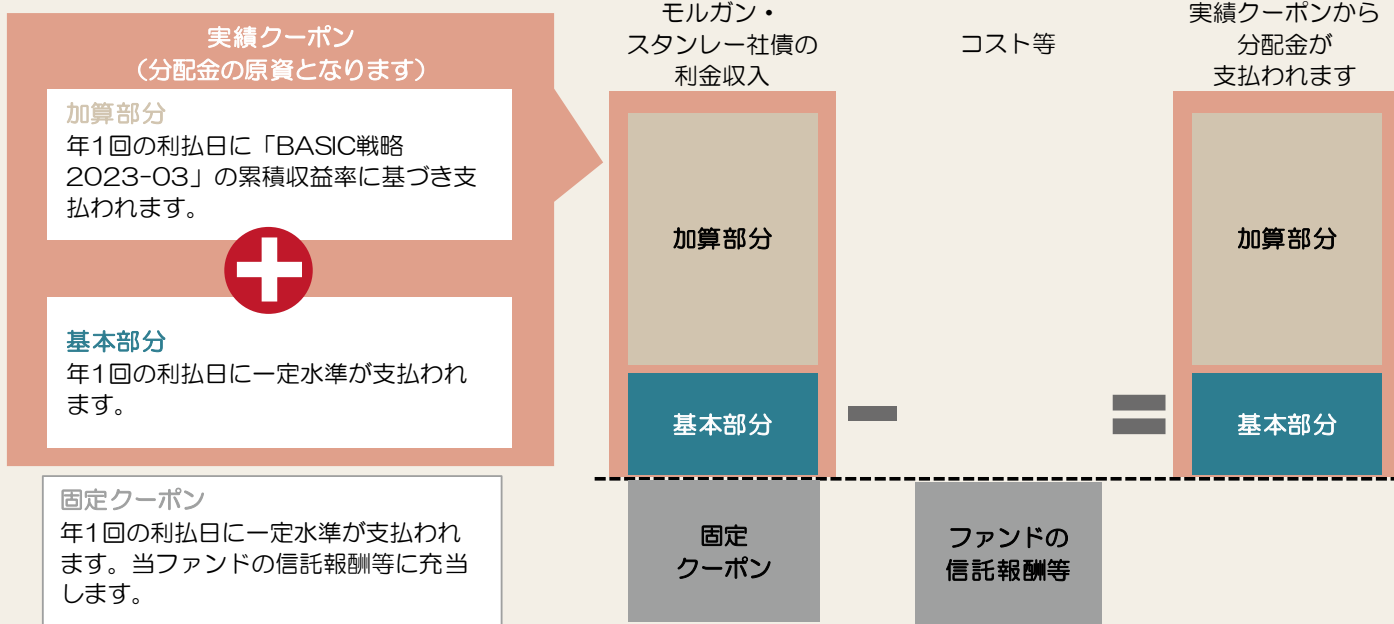 実績クーポン
（分配金の原資となります）
加算部分
年1回の利払日に「BASIC戦略
2023-03」の累積収益率に基づき支
払われます。
基本部分
年1回の利払日に一定水準が支払われ
ます。
固定クーポン
年1回の利払日に一定水準が支払われ
ます。当ファンドの信託報酬等に充当
します。
モルガン・
スタンレー社債の
利金収入
加算部分
基本部分
固定
クーポン
コスト等
ファンドの
信託報酬等
実績クーポンから
分配金が
支払われます
加算部分
基本部分